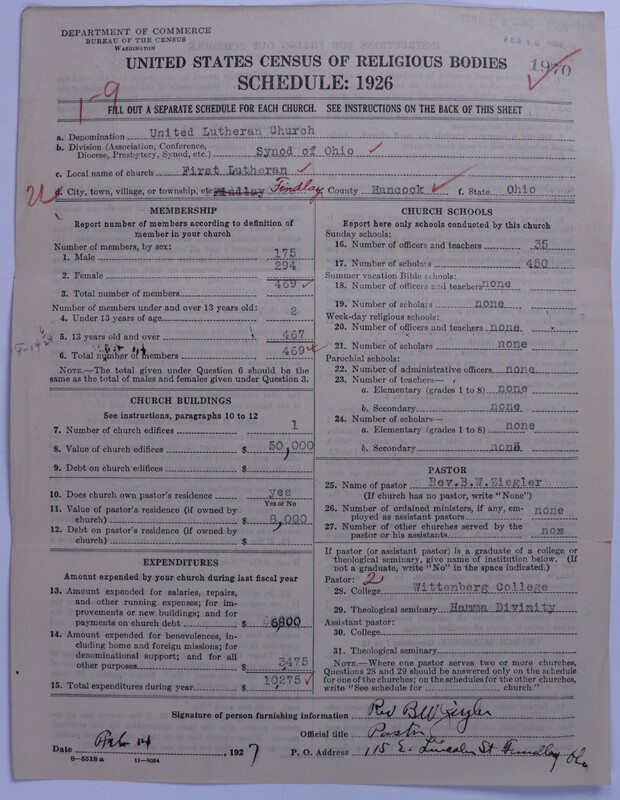 DEPARTMENT OF COMMERCE
BUREAU OF THE CENSUS
WASHINGTON
UNITED STATES CENSUS OF RELIGIOUS BODIES
SCHEDULE: 1926
1970
1-9
FILL OUT A SEPARATE SCHEDULE FOR EACH CHURCH. SEE INSTRUCTIONS ON THE BACK OF THIS SHEET
a. Denomination United Lutheran Church
b. Division (Association, Conference,
Diocese, Presbytery, Synod, etc.) Synod of Ohio
c. Local name of church First Lutheran
d. City, town, village, or township, etc. Findlay Findlay County Hancock f. State Ohio
MEMBERSHIP
Report number of members according to definition of
member in your church
Number of members, by sex:
1. Male 175
2. Female 294
3. Total number of members 469
Number of members under and over 13 years old:
4. Under 13 years of age 2
5. 13 years old and over 467
6. Total number of members 469
NOTE.—The total given under Question 6 should be the
same as the total of males and females given under Question 3.
CHURCH BUILDINGS
See instructions, paragraphs 10 to 12
7. Number of church edifices 1
8. Value of church edifices $ 50,000
9. Debt on church edifices $
10. Does church own pastor's residence yes
Yes or No
11. Value of pastor's residence (if owned by
church) $ 8,000
12. Debt on pastor's residence (if owned by
church) $
EXPENDITURES
Amount expended by your church during last fiscal year
13. Amount expended for salaries, repairs,
and other running expenses; for im-
provements or new buildings; and for
payments on church debt $ 6800
14. Amount expended for benevolences, in-
cluding home and foreign missions; for
denominational support; and for all
other purposes $ 3475
15. Total expenditures during year $ 10275
CHURCH SCHOOLS
Report here only schools conducted by this church
Sunday schools:
16. Number of officers and teachers 35
17. Number of scholars 450
Summer vacation Bible schools:
18. Number of officers and teachers none
19. Number of scholars none
Week-day religious schools:
20. Number of officers and teachers none
21. Number of scholars none
Parochial schools:
22. Number of administrative officers none
23. Number of teachers—
a. Elementary (grades 1 to 8) none
b. Secondary none
24. Number of scholars—
a. Elementary (grades 1 to 8) none
b. Secondary none
PASTOR
25. Name of pastor Rev.B.W.Ziegler
(If church has no pastor, write "None")
26. Number of ordained ministers, if any, em-
ployed as assistant pastors none
27. Number of other churches served by the
pastor or his assistants non
If pastor (or assistant pastor) is a graduate of a college or
theological seminary, give name of institution below. (If
not a graduate, write "No" in the space indicated.)
Pastor: 2
28. College Wittenberg College
29. Theological seminary Hamma Divinity
Assistant pastor:
30. College
31. Theological seminary
NOTE.—Where one pastor serves two or more churches,
Questions 28 and 29 should be answered only on the schedule
for one of the churches; on the schedules for the other churches,
write "See schedule for church."
Signature of person furnishing information Rev B W Ziegler
Official title Pastor
Date Feb 14, 1927
P. O. Address 115 E. Lincoln St Findlay Oh
8—5518 a 11—9024